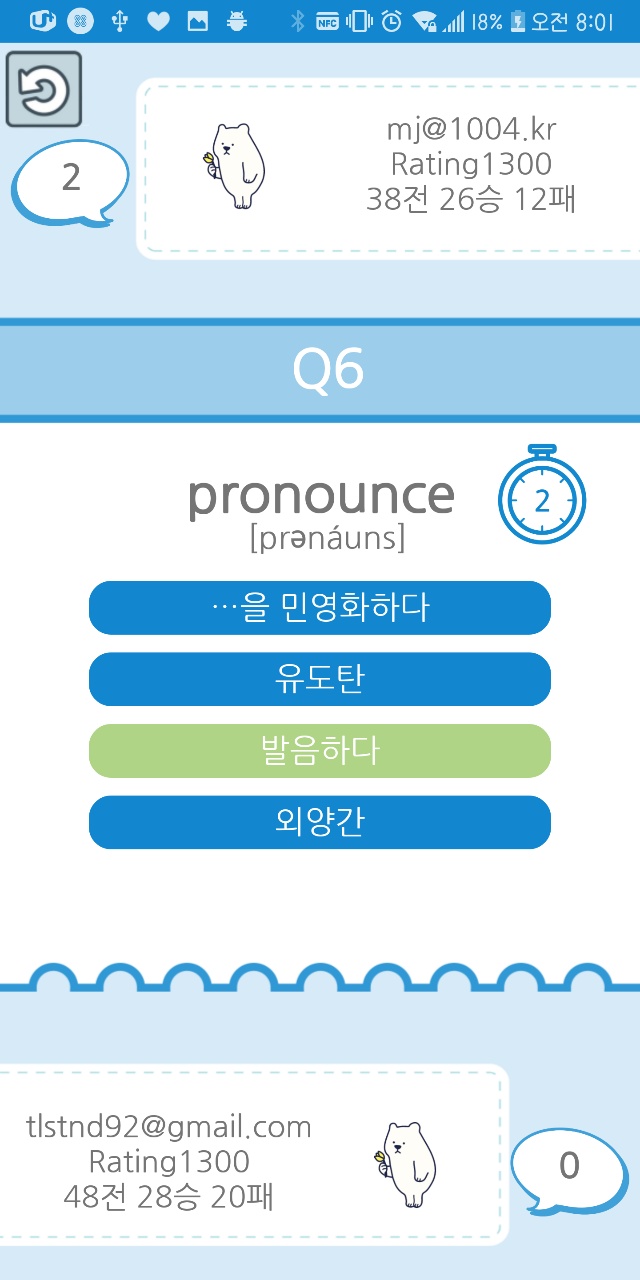 NFC 18% 오전 8:01
2
mj@1004.kr
Rating1300
38전 26승 12패
Q6
pronounce
2
[prənáuns]
…을 민영화하다
유도탄
발음하다
외양간
tlstnd92@gmail.com
Rating1300
48전 28승 20패
0